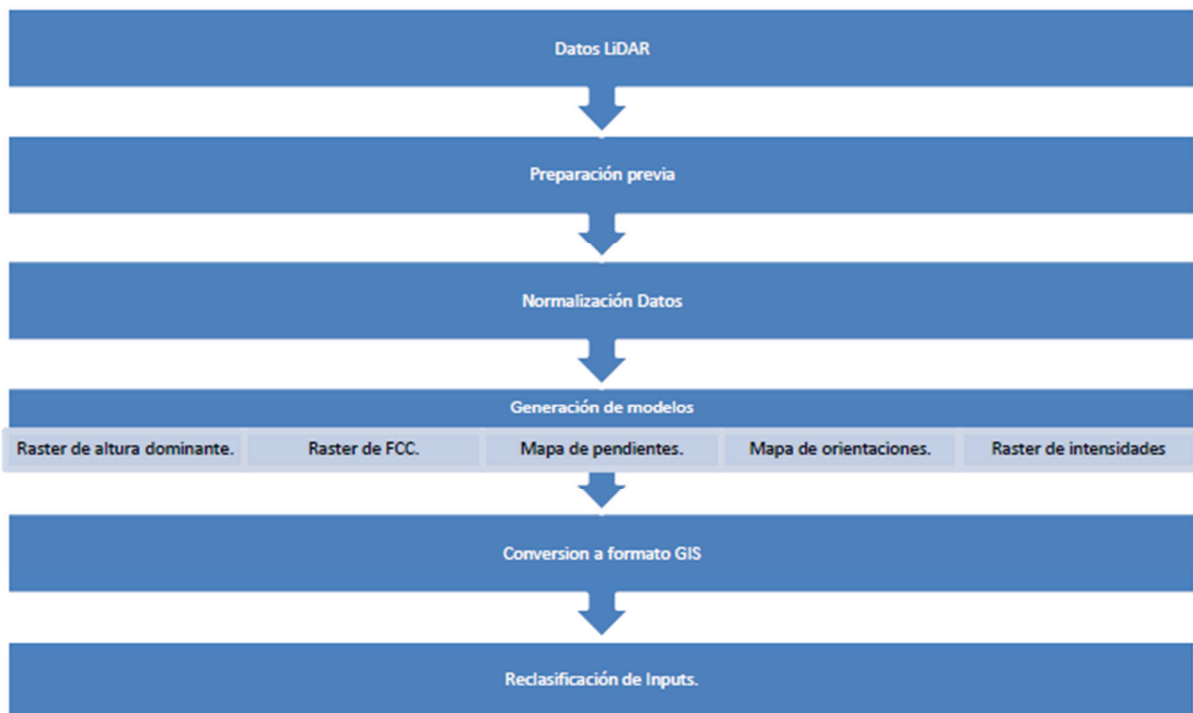 Datos LiDAR
Preparación previa
Normalización Datos
Generación de modelos
Raster de altura dominante.
Raster de FCC.
Mapa de pendientes.
Mapa de orientaciones.
Raster de intensidades
Conversion a formato GIS
Reclasificación de Inputs.